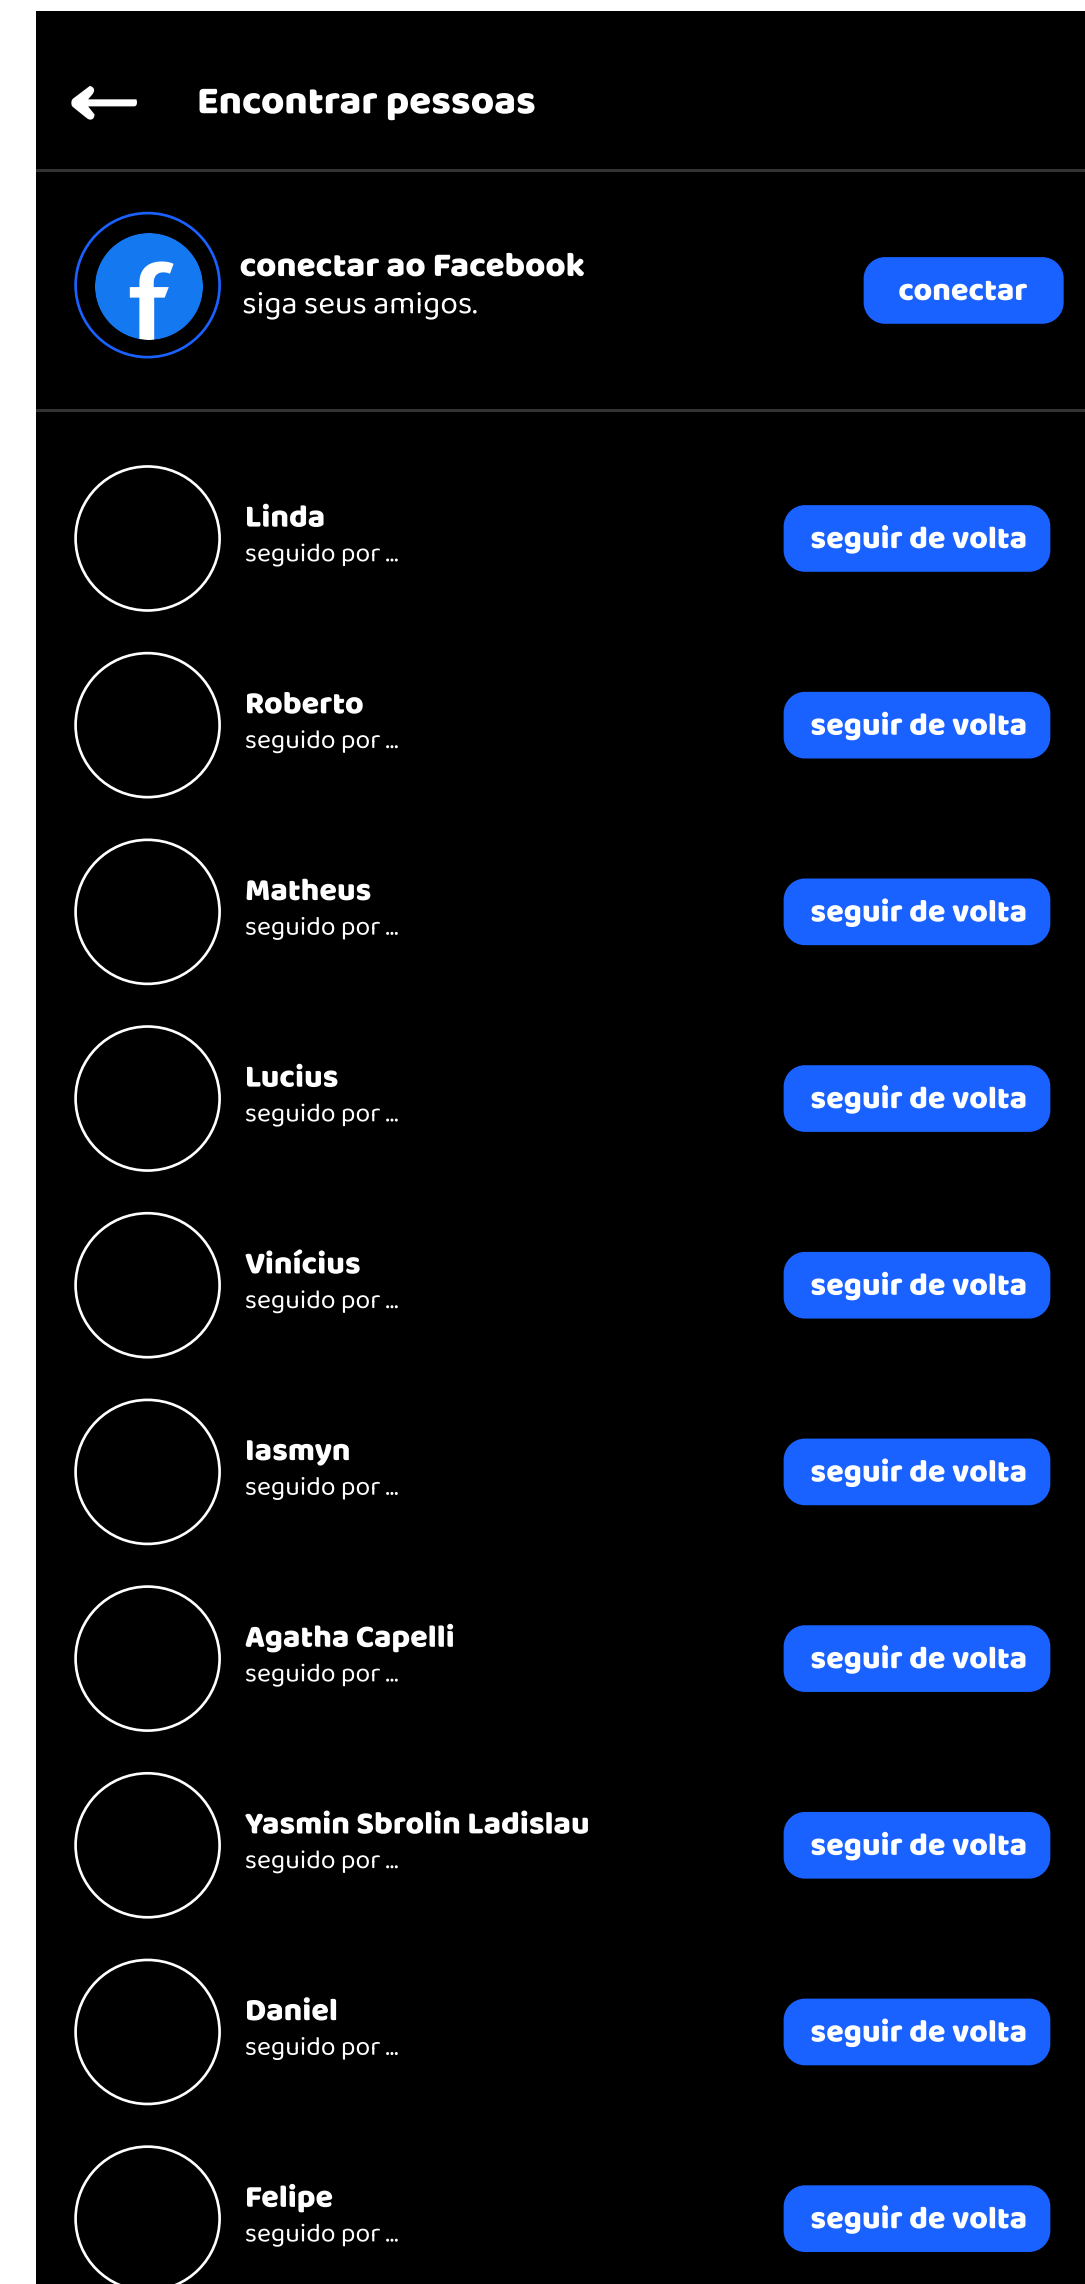 Encontrar pessoas
conectar ao Facebook
siga seus amigos.
conectar
Linda
seguido por ...
seguir de volta
Roberto
seguido por ...
seguir de volta
Matheus
seguido por ...
seguir de volta
Lucius
seguido por ...
seguir de volta
Vinícius
seguido por ...
seguir de volta
Iasmyn
seguido por ...
seguir de volta
Agatha Capelli
seguido por ...
seguir de volta
Yasmin Sbrolin Ladislau
seguido por ...
seguir de volta
Daniel
seguido por ...
seguir de volta
Felipe
seguido por ...
seguir de volta